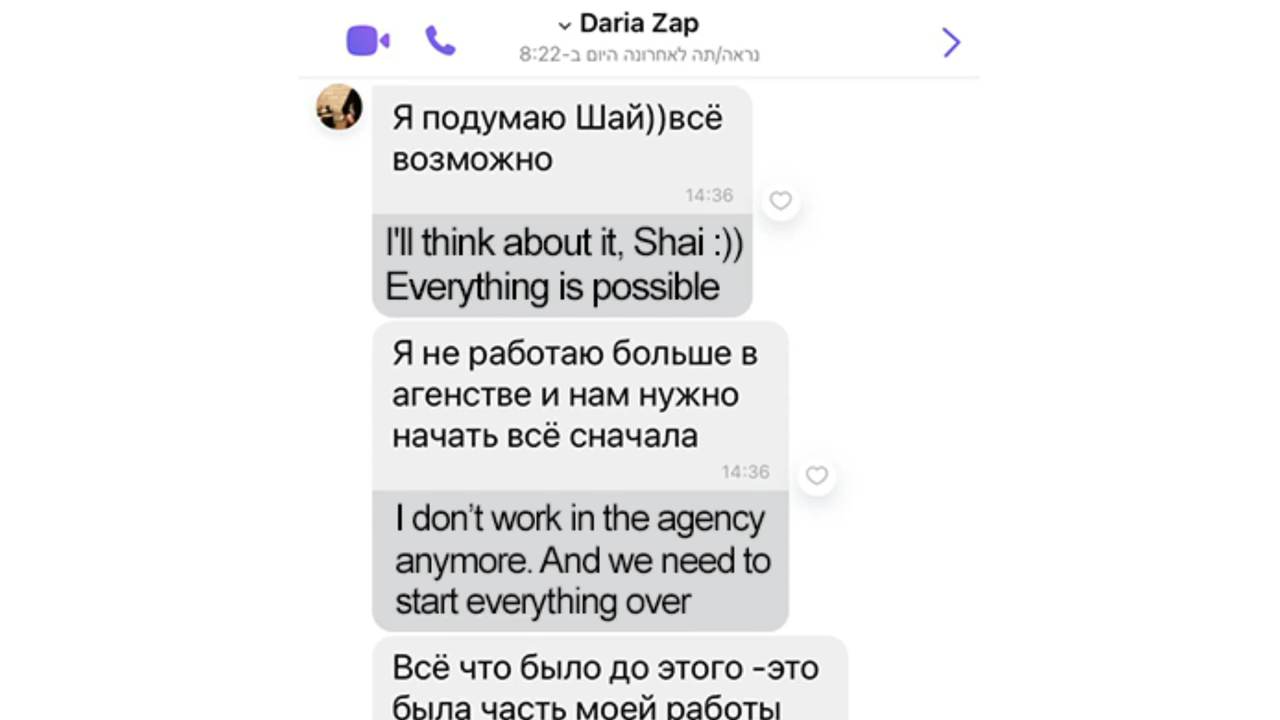 Daria Zap
נראה/תה לאחרונה היום ב-8:22
Я подумаю Шай))всё
возможно
14:36
I'll think about it, Shai :))
Everything is possible
Я не работаю больше в
агенстве и нам нужно
начать всё сначала
14:36
I don’t work in the agency
anymore. And we need to
start everything over
Всё что было до этого -это
была часть моей работы